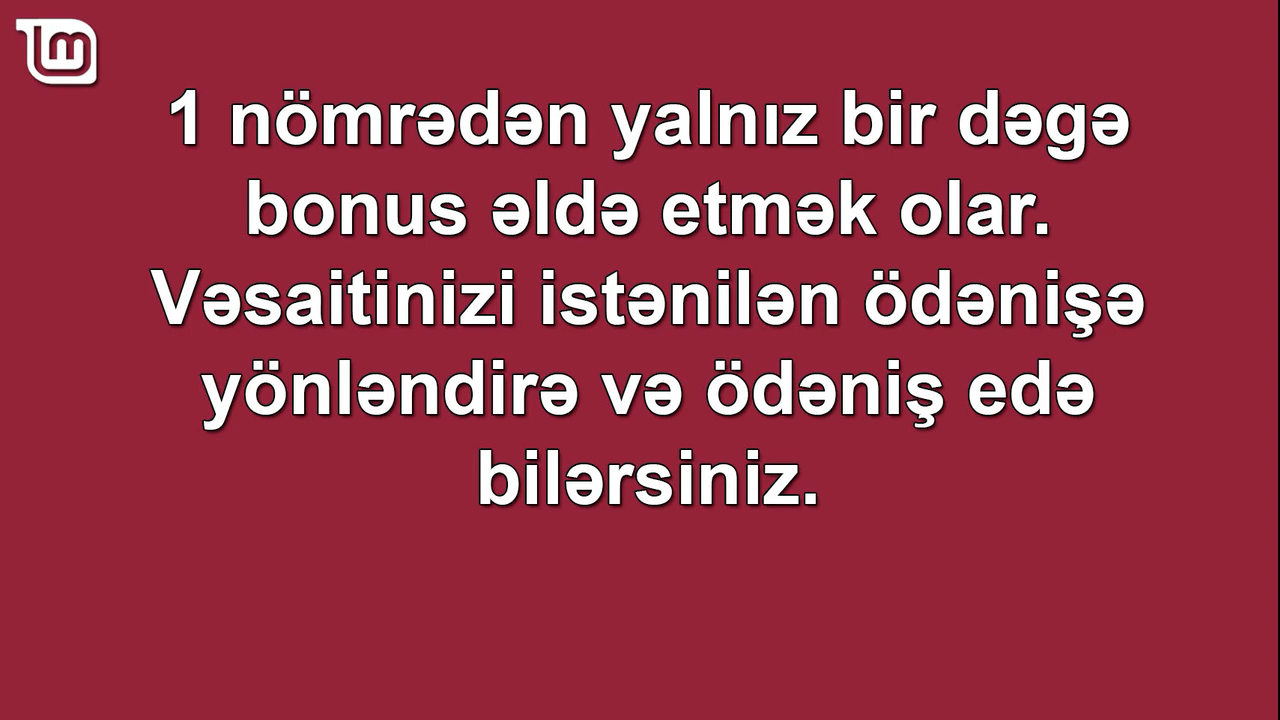 1 nömrədən yalnız bir dəgə
bonus əldə etmək olar.
Vəsaitinizi istənilən ödənişə
yönləndirə və ödəniş edə
bilərsiniz.